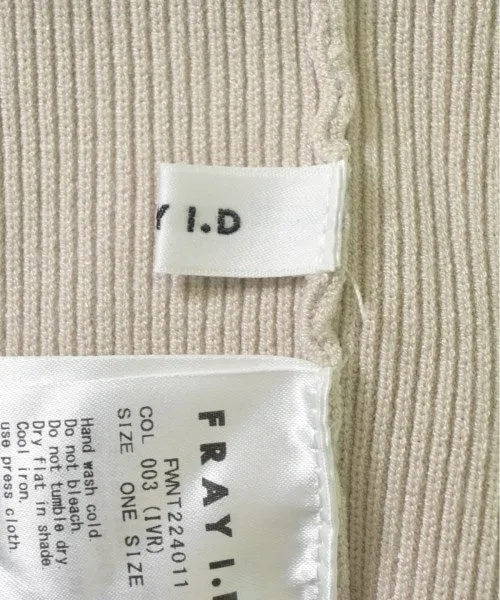 Y I.D
FRAY I.D
FWNT224011
COL 003 (IVR)
SIZE ONE SIZE
Hand wash cold
Do not bleach.
Do not tumble dry
Dry flat in shade.
Cool iron.
use press cloth.